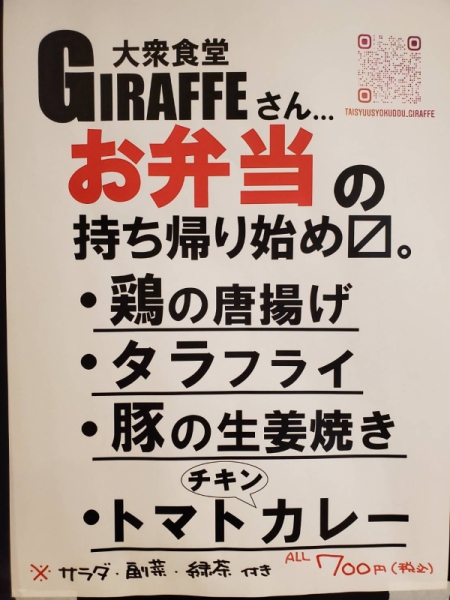 大衆食堂
GIRAFFEさん...
TAISYUUSYOKUDOU_GIRAFFE
お弁当の
持ち帰り始め〼。
・鶏の唐揚げ
・タラフライ
・豚の生姜焼き
チキン
・トマトカレー
※ サラダ・副菜・緑茶 付き
ALL 700円(税込)